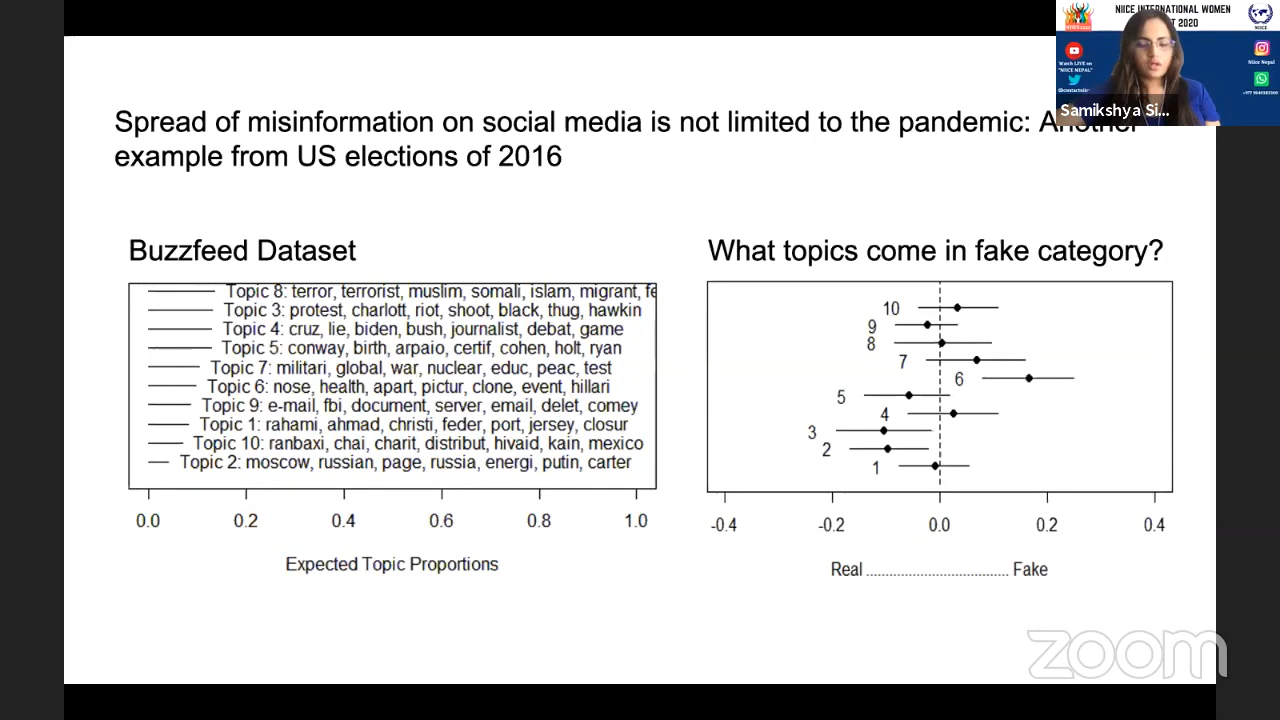 NIICE INTERNATIONAL WOMEN
2020
NIICE
Watch LIVE on
"NIICE NEPAL"
Niice Nepal
Samikshya Si...
Spread of misinformation on social media is not limited to the pandemic: Another
example from US elections of 2016
Buzzfeed Dataset
Topic 8: terror, terrorist, muslim, somali, islam, migrant, fe
Topic 3: protest, charlott, riot, shoot, black, thug, hawkin
Topic 4: cruz, lie, biden, bush, journalist, debat, game
Topic 5: conway, birth, arpaio, certif, cohen, holt, ryan
Topic 7: militari, global, war, nuclear, educ, peac, test
Topic 6: nose, health, apart, pictur, clone, event, hillari
Topic 9: e-mail, fbi, document, server, email, delet, comey
Topic 1: rahami, ahmad, christi, feder, port, jersey, closur
Topic 10: ranbaxi, chai, charit, distribut, hivaid, kain, mexico
Topic 2: moscow, russian, page, russia, energi, putin, carter
0.0 0.2 0.4 0.6 0.8 1.0
Expected Topic Proportions
What topics come in fake category?
10
9
8
7
6
5
4
3
2
1
-0.4 -0.2 0.0 0.2 0.4
Real .................................... Fake
zoom